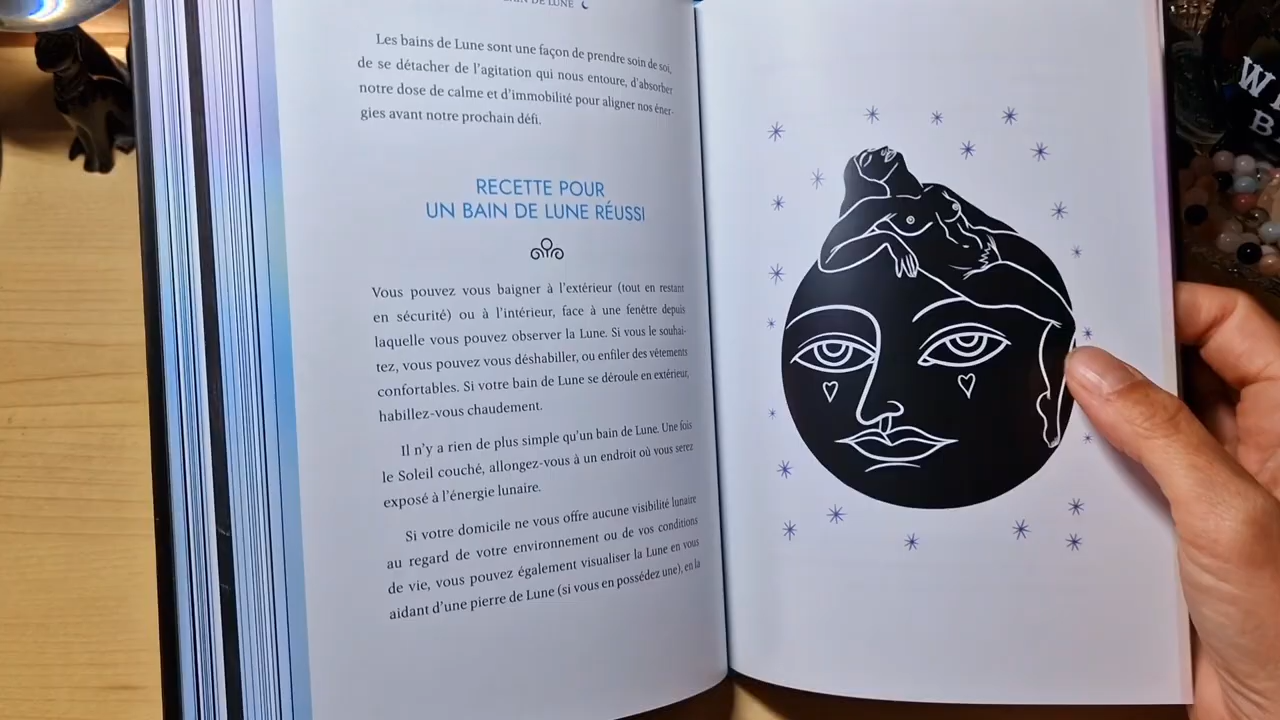 BAIN DE LUNE
Les bains de Lune sont une façon de prendre soin de soi,
de se détacher de l'agitation qui nous entoure, d'absorber
notre dose de calme et d'immobilité pour aligner nos éner-
gies avant notre prochain défi.
RECETTE POUR
UN BAIN DE LUNE RÉUSSI
Vous pouvez vous baigner à l'extérieur (tout en restant
en sécurité) ou à l'intérieur, face à une fenêtre depuis
laquelle vous pouvez observer la Lune. Si vous le souhai-
tez, vous pouvez vous déshabiller, ou enfiler des vêtements
confortables. Si votre bain de Lune se déroule en extérieur,
habillez-vous chaudement.
Il n'y a rien de plus simple qu'un bain de Lune. Une fois
le Soleil couché, allongez-vous à un endroit où vous serez
exposé à l'énergie lunaire.
Si votre domicile ne vous offre aucune visibilité lunaire
au regard de votre environnement ou de vos conditions
de vie, vous pouvez également visualiser la Lune en vous
aidant d'une pierre de Lune (si vous en possédez une), en la